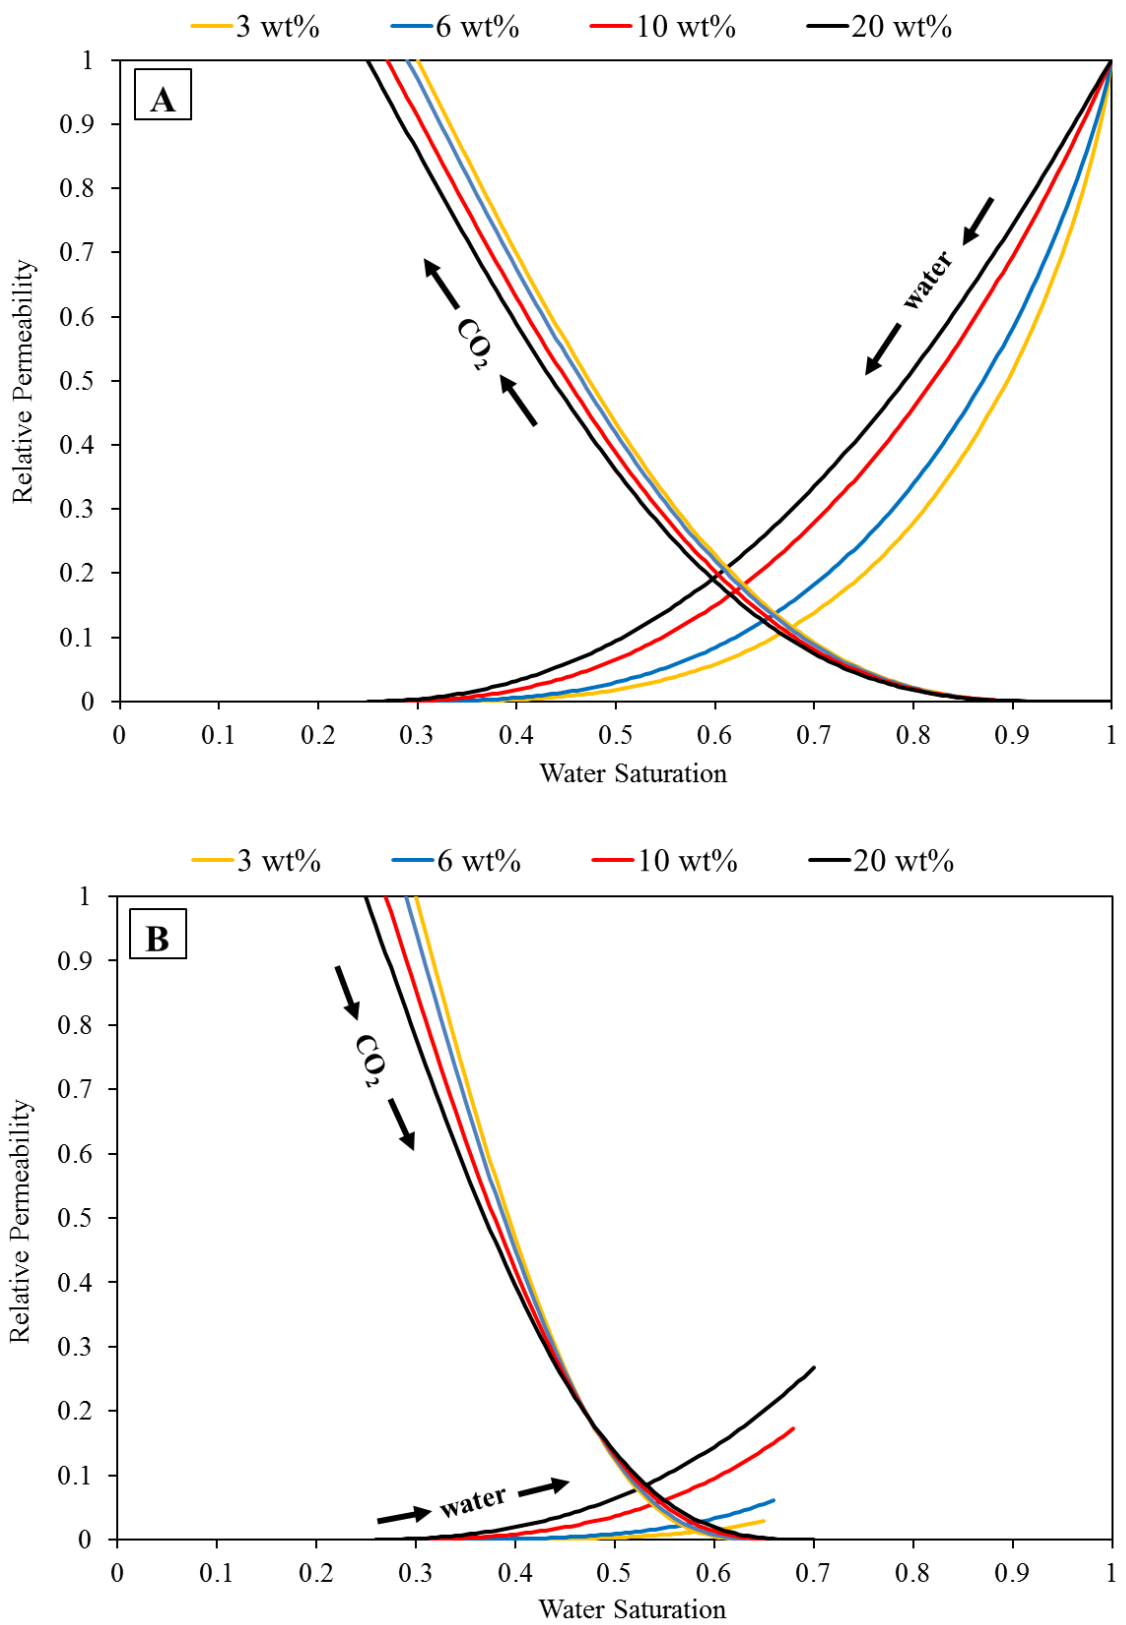 3 wt% 6 wt% 10 wt% 20 wt%
A
1
0.9
0.8
0.7
0.6
0.5
0.4
0.3
0.2
0.1
0
Relative Permeability
water
CO2
0 0.1 0.2 0.3 0.4 0.5 0.6 0.7 0.8 0.9 1
Water Saturation
3 wt% 6 wt% 10 wt% 20 wt%
B
1
0.9
0.8
0.7
0.6
0.5
0.4
0.3
0.2
0.1
0
Relative Permeability
CO2
water
0 0.1 0.2 0.3 0.4 0.5 0.6 0.7 0.8 0.9 1
Water Saturation